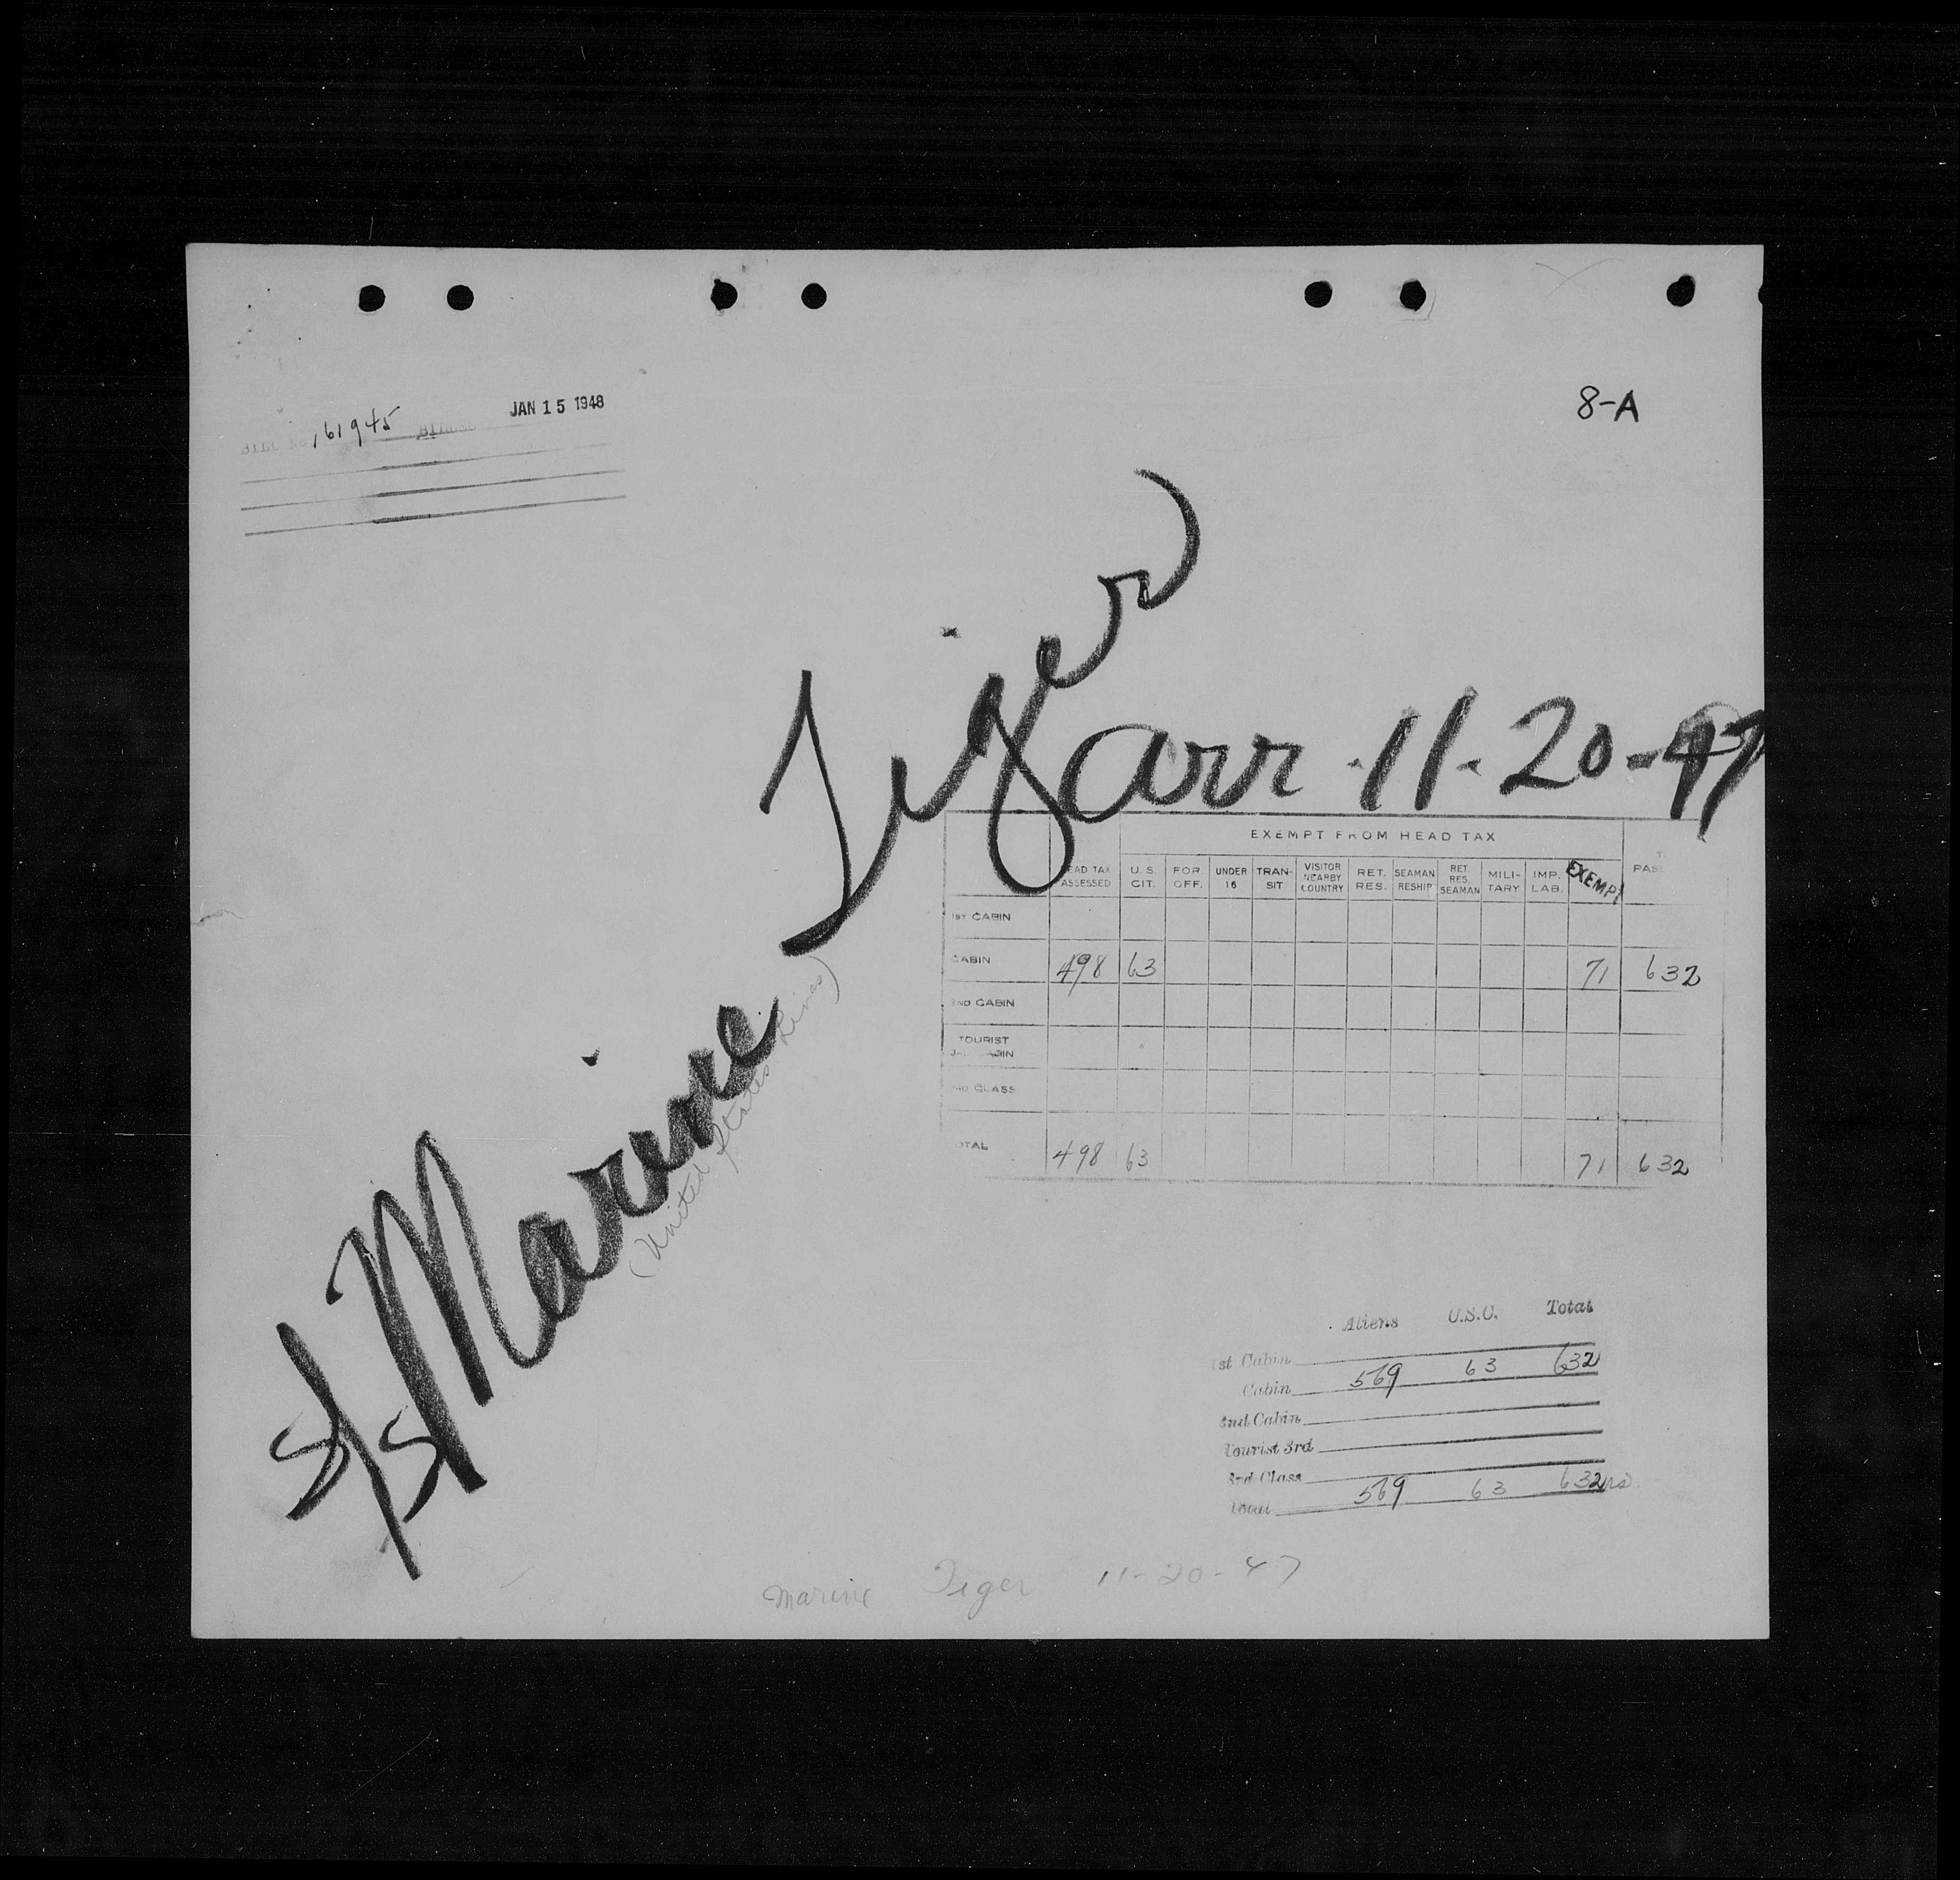 161945 JAN 15 1948
8-A
S/S Marine Tiger
(United States Lines)
arr. 11-20-47
EXEMPT FROM HEAD TAX
EAD TAX ASSESSED U.S. CIT. FOR OFF. UNDER 16 TRAN-SIT VISITOR NEARBY COUNTRY RET. RES. SEAMAN RESHIP RET. RES. SEAMAN MILI-TARY IMP. LAB. EXEMPT PAS
1ST CABIN
CABIN 498 63 71 632
2ND CABIN
TOURIST
CLASS
OTAL 498 63 71 632
Aliens U.S.C. Total
1st Cabin
Cabin 569 63 632
2nd Cabin
Tourist 3rd
3rd Class
Total 569 63 632
Marine Tiger 11-20-47